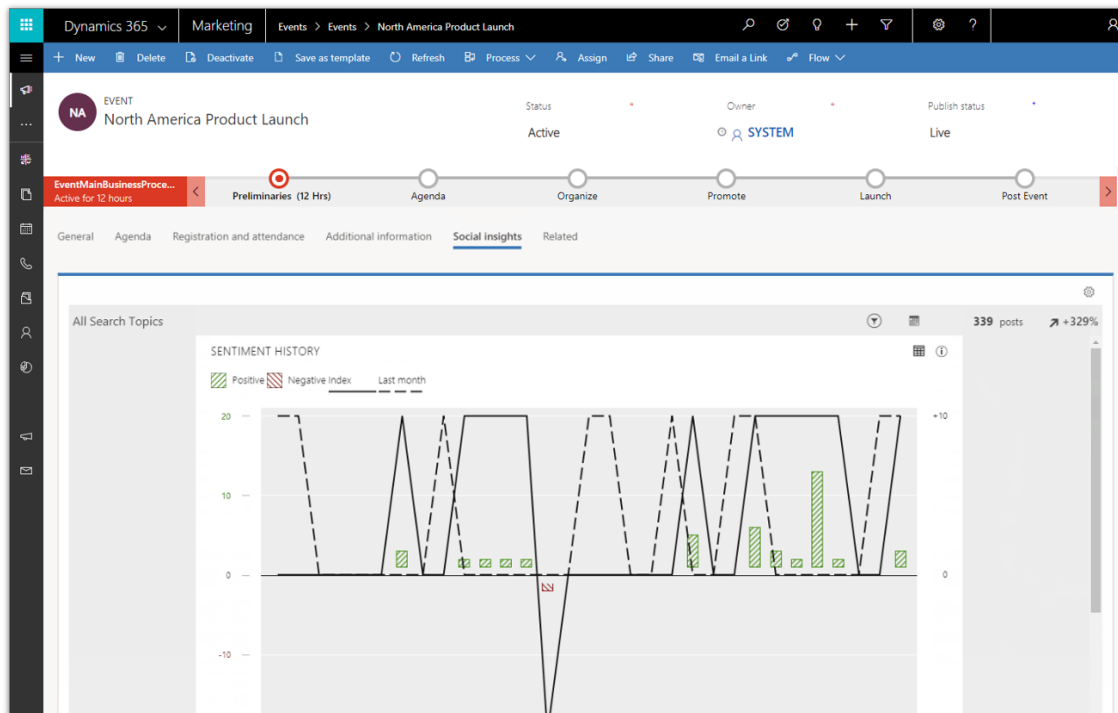 Dynamics 365 Marketing Events > Events > North America Product Launch
+ New Delete Deactivate Save as template Refresh Process Assign Share Email a Link Flow
NA
EVENT
North America Product Launch
Status *
Active
Owner *
SYSTEM
Publish status *
Live
EventMainBusinessProce...
Active for 12 hours
< Preliminaries (12 Hrs) Agenda Organize Promote Launch Post Event >
General Agenda Registration and attendance Additional information Social insights Related
All Search Topics 339 posts +329%
SENTIMENT HISTORY
Positive Negative Index Last month
20 +10
10
0 0
-10